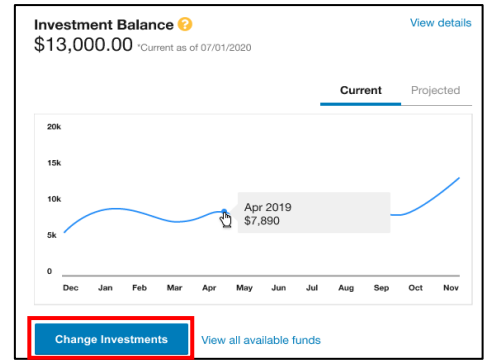 Investment Balance ?
View details
$13,000.00 *Current as of 07/01/2020
Current Projected
20k
15k
10k
5k
0
Apr 2019
$7,890
Dec Jan Feb Mar Apr May Jun Jul Aug Sep Oct Nov
Change Investments
View all available funds